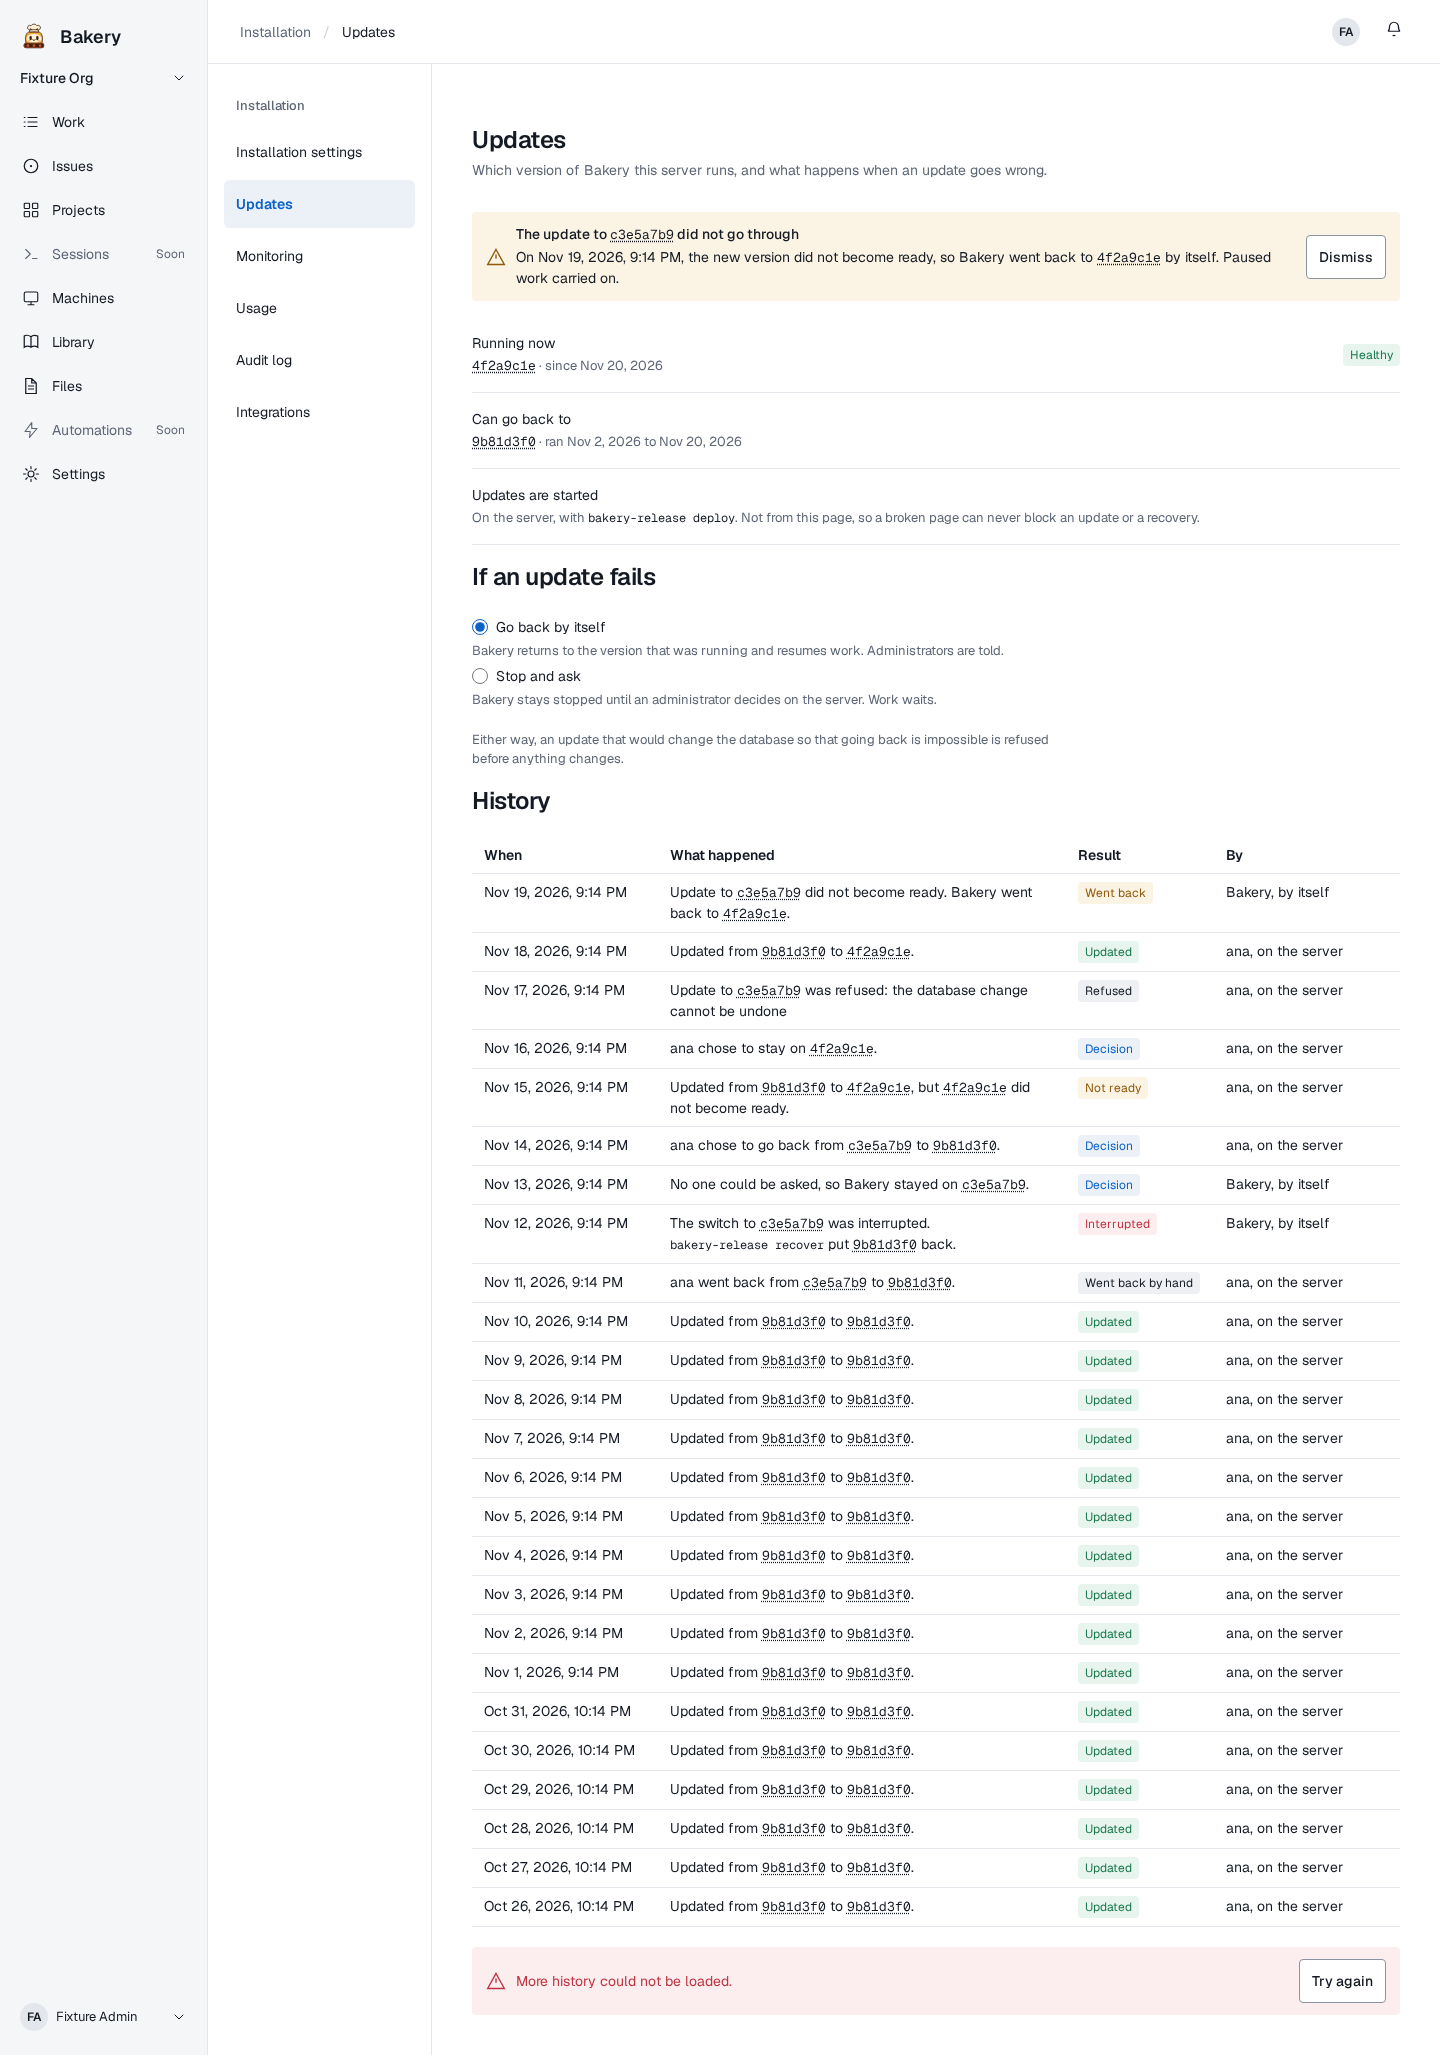 Bakery
Fixture Org
Work
Issues
Projects
Sessions Soon
Machines
Library
Files
Automations Soon
Settings
FA Fixture Admin
Installation / Updates
FA
Installation
Installation settings
Updates
Monitoring
Usage
Audit log
Integrations
Updates
Which version of Bakery this server runs, and what happens when an update goes wrong.
The update to c3e5a7b9 did not go through
On Nov 19, 2026, 9:14 PM, the new version did not become ready, so Bakery went back to 4f2a9c1e by itself. Paused
work carried on.
Dismiss
Running now
4f2a9c1e · since Nov 20, 2026
Healthy
Can go back to
9b81d3f0 · ran Nov 2, 2026 to Nov 20, 2026
Updates are started
On the server, with bakery-release deploy. Not from this page, so a broken page can never block an update or a recovery.
If an update fails
Go back by itself
Bakery returns to the version that was running and resumes work. Administrators are told.
Stop and ask
Bakery stays stopped until an administrator decides on the server. Work waits.
Either way, an update that would change the database so that going back is impossible is refused
before anything changes.
History
When What happened Result By
Nov 19, 2026, 9:14 PM Update to c3e5a7b9 did not become ready. Bakery went Went back Bakery, by itself
back to 4f2a9c1e.
Nov 18, 2026, 9:14 PM Updated from 9b81d3f0 to 4f2a9c1e. Updated ana, on the server
Nov 17, 2026, 9:14 PM Update to c3e5a7b9 was refused: the database change Refused ana, on the server
cannot be undone
Nov 16, 2026, 9:14 PM ana chose to stay on 4f2a9c1e. Decision ana, on the server
Nov 15, 2026, 9:14 PM Updated from 9b81d3f0 to 4f2a9c1e, but 4f2a9c1e did Not ready ana, on the server
not become ready.
Nov 14, 2026, 9:14 PM ana chose to go back from c3e5a7b9 to 9b81d3f0. Decision ana, on the server
Nov 13, 2026, 9:14 PM No one could be asked, so Bakery stayed on c3e5a7b9. Decision Bakery, by itself
Nov 12, 2026, 9:14 PM The switch to c3e5a7b9 was interrupted. Interrupted Bakery, by itself
bakery-release recover put 9b81d3f0 back.
Nov 11, 2026, 9:14 PM ana went back from c3e5a7b9 to 9b81d3f0. Went back by hand ana, on the server
Nov 10, 2026, 9:14 PM Updated from 9b81d3f0 to 9b81d3f0. Updated ana, on the server
Nov 9, 2026, 9:14 PM Updated from 9b81d3f0 to 9b81d3f0. Updated ana, on the server
Nov 8, 2026, 9:14 PM Updated from 9b81d3f0 to 9b81d3f0. Updated ana, on the server
Nov 7, 2026, 9:14 PM Updated from 9b81d3f0 to 9b81d3f0. Updated ana, on the server
Nov 6, 2026, 9:14 PM Updated from 9b81d3f0 to 9b81d3f0. Updated ana, on the server
Nov 5, 2026, 9:14 PM Updated from 9b81d3f0 to 9b81d3f0. Updated ana, on the server
Nov 4, 2026, 9:14 PM Updated from 9b81d3f0 to 9b81d3f0. Updated ana, on the server
Nov 3, 2026, 9:14 PM Updated from 9b81d3f0 to 9b81d3f0. Updated ana, on the server
Nov 2, 2026, 9:14 PM Updated from 9b81d3f0 to 9b81d3f0. Updated ana, on the server
Nov 1, 2026, 9:14 PM Updated from 9b81d3f0 to 9b81d3f0. Updated ana, on the server
Oct 31, 2026, 10:14 PM Updated from 9b81d3f0 to 9b81d3f0. Updated ana, on the server
Oct 30, 2026, 10:14 PM Updated from 9b81d3f0 to 9b81d3f0. Updated ana, on the server
Oct 29, 2026, 10:14 PM Updated from 9b81d3f0 to 9b81d3f0. Updated ana, on the server
Oct 28, 2026, 10:14 PM Updated from 9b81d3f0 to 9b81d3f0. Updated ana, on the server
Oct 27, 2026, 10:14 PM Updated from 9b81d3f0 to 9b81d3f0. Updated ana, on the server
Oct 26, 2026, 10:14 PM Updated from 9b81d3f0 to 9b81d3f0. Updated ana, on the server
More history could not be loaded.
Try again